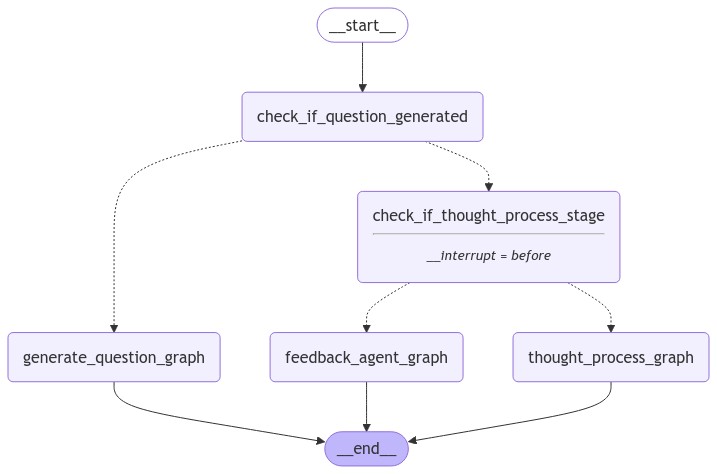 __start__
check_if_question_generated
check_if_thought_process_stage
__interrupt = before
generate_question_graph
feedback_agent_graph
thought_process_graph
__end__